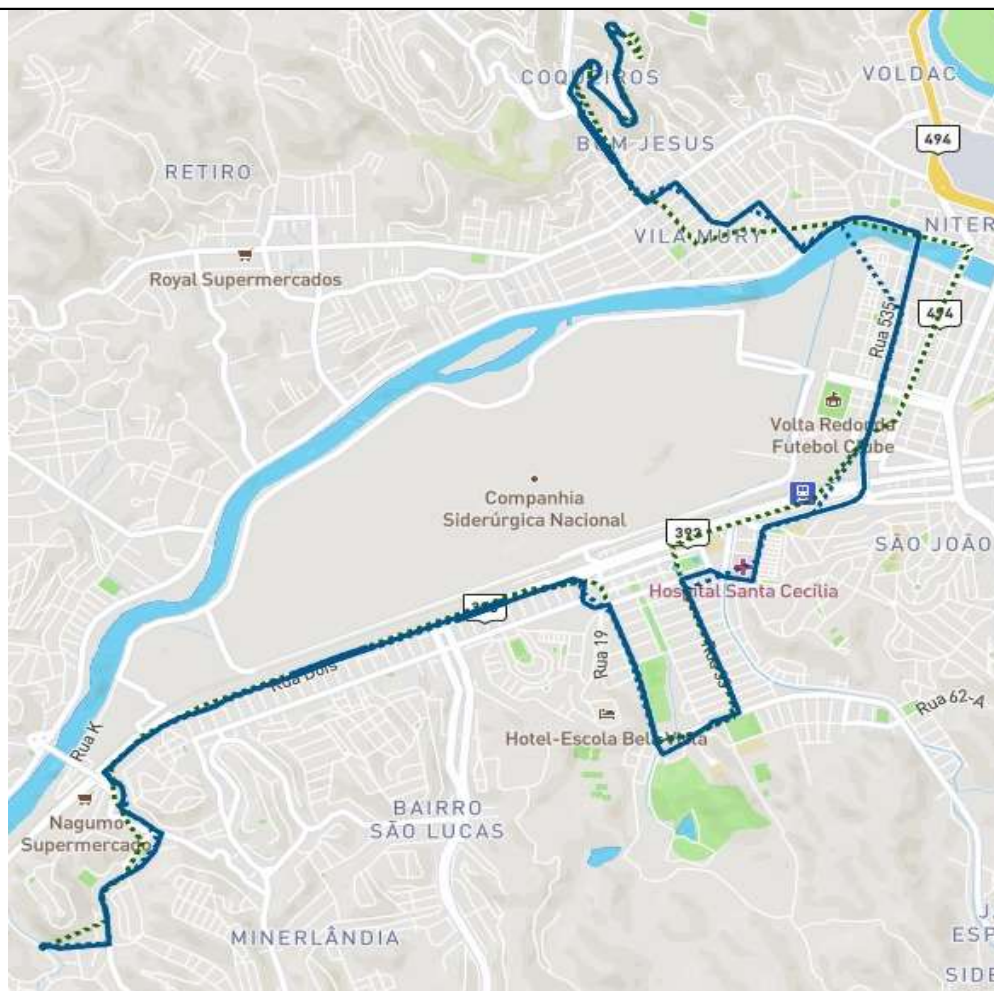 COQUEIROS
VOLDAC
494
BOM JESUS
RETIRO
NITER
VILA MURY
Royal Supermercados
494
Rua 535
Volta Redonda
Futebol Clube
Companhia
Siderúrgica Nacional
393
SÃO JOÃO
Hospital Santa Cecília
Rua 19
Rua 33
Rua Dois
Rua 62-A
Rua K
Hotel-Escola Bela Vista
Nagumo
Supermercado
BAIRRO
SÃO LUCAS
MINERLÂNDIA
J
ESP
SIDE